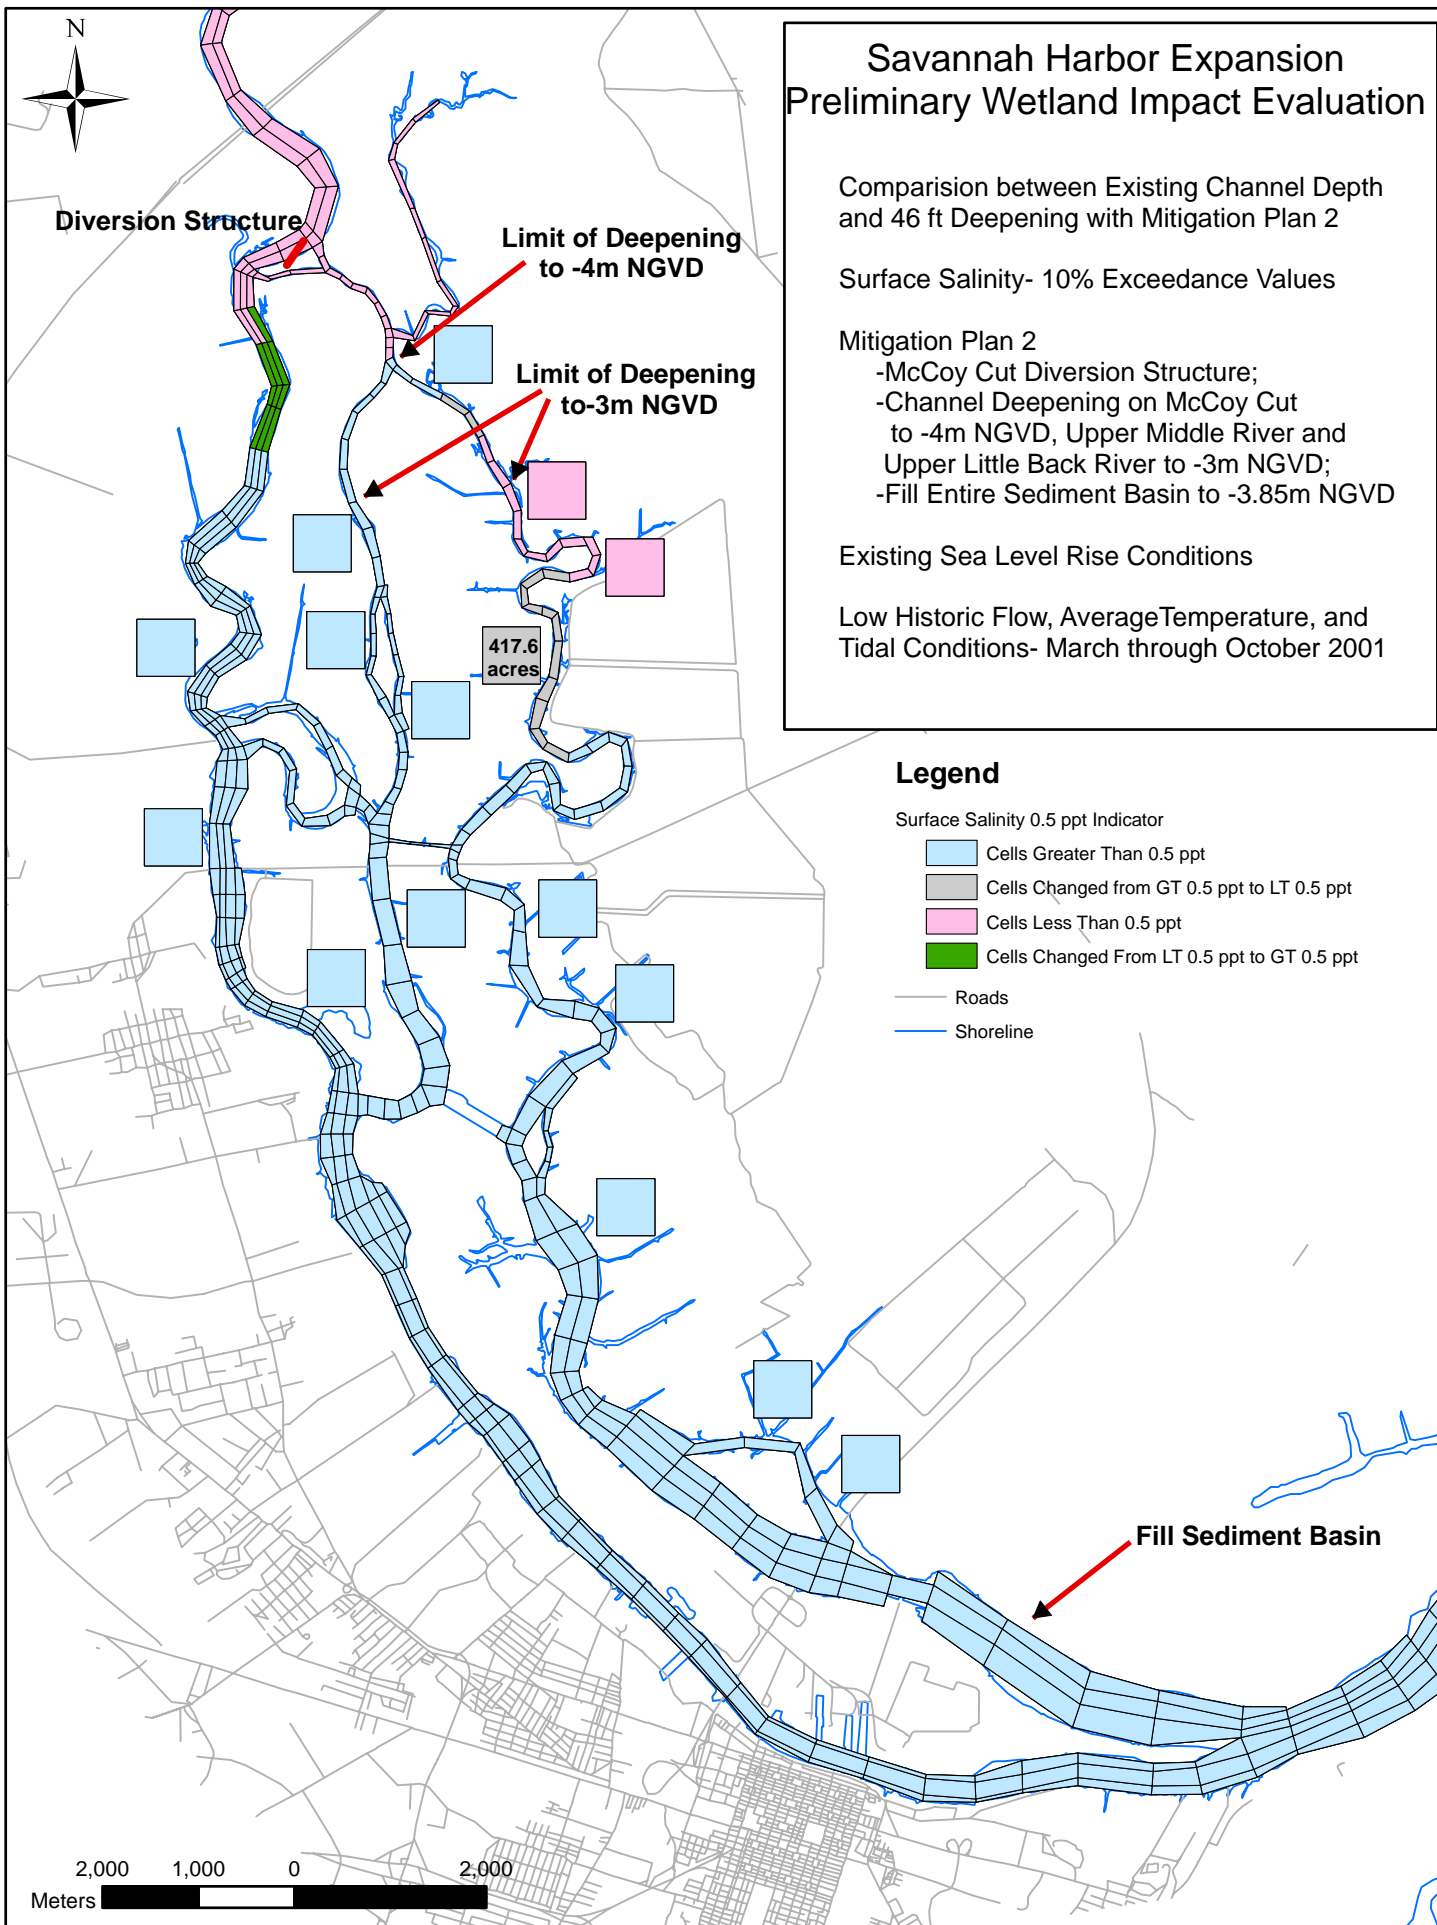 N
Savannah Harbor Expansion
Preliminary Wetland Impact Evaluation
Comparision between Existing Channel Depth
and 46 ft Deepening with Mitigation Plan 2
Surface Salinity- 10% Exceedance Values
Mitigation Plan 2
-McCoy Cut Diversion Structure;
-Channel Deepening on McCoy Cut
to -4m NGVD, Upper Middle River and
Upper Little Back River to -3m NGVD;
-Fill Entire Sediment Basin to -3.85m NGVD
Existing Sea Level Rise Conditions
Low Historic Flow, AverageTemperature, and
Tidal Conditions- March through October 2001
Diversion Structure
Limit of Deepening
to -4m NGVD
Limit of Deepening
to-3m NGVD
417.6
acres
Legend
Surface Salinity 0.5 ppt Indicator
Cells Greater Than 0.5 ppt
Cells Changed from GT 0.5 ppt to LT 0.5 ppt
Cells Less Than 0.5 ppt
Cells Changed From LT 0.5 ppt to GT 0.5 ppt
Roads
Shoreline
Fill Sediment Basin
2,000 1,000 0 2,000
Meters